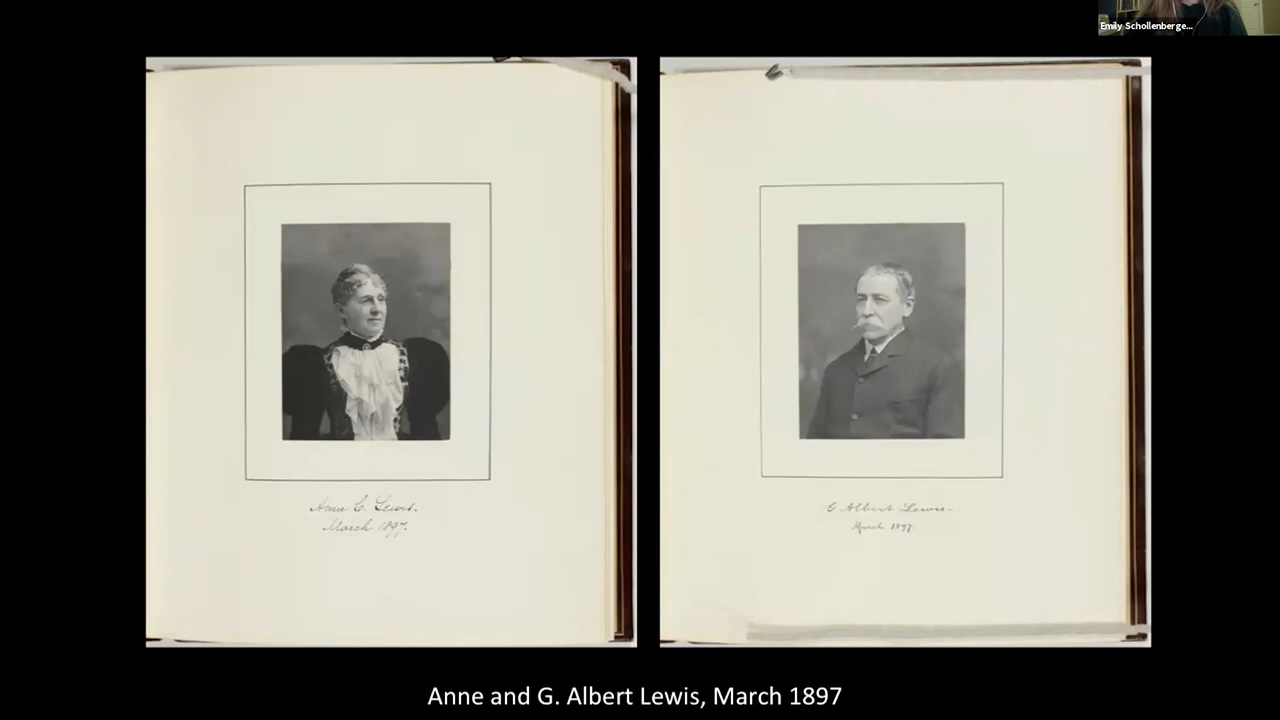 Emily Schollenberge...
Anne C. Lewis.
March 1897.
G Albert Lewis-
March 1897.
Anne and G. Albert Lewis, March 1897